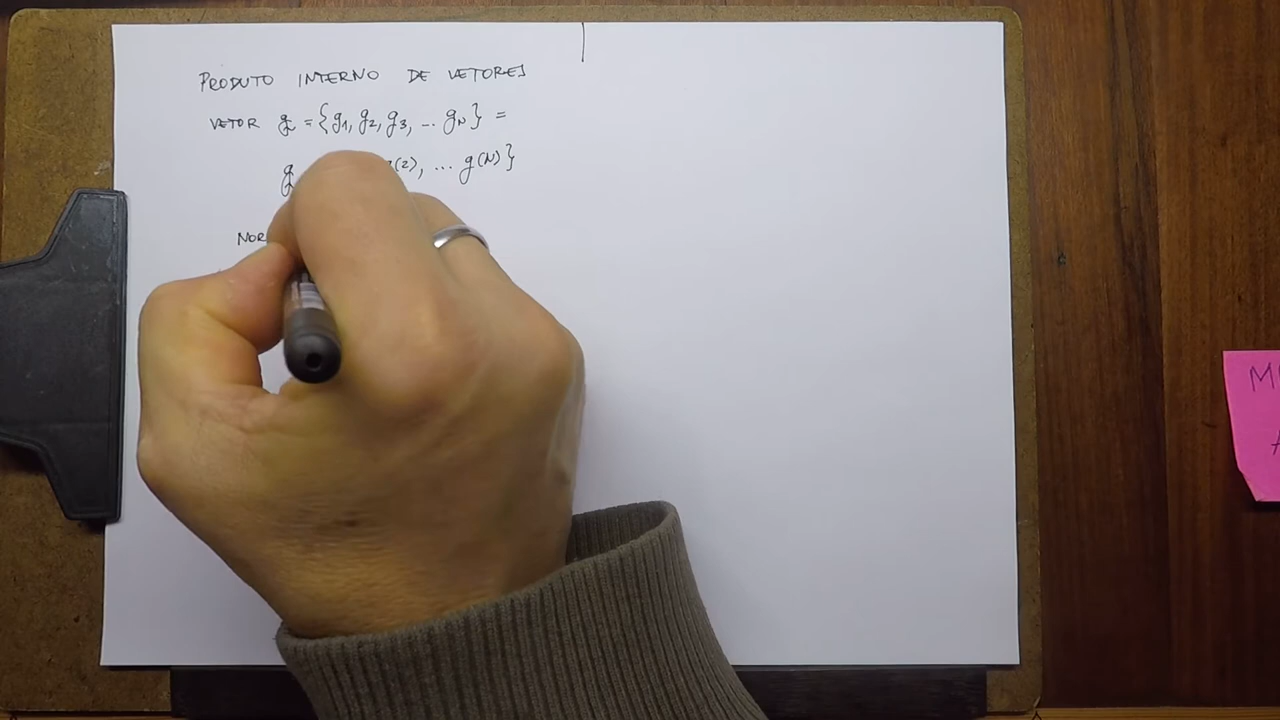 PRODUTO INTERNO DE VETORES
VETOR g = {g1, g2, g3, ... gN} =
g (2), ... g(N)}
NOR
M